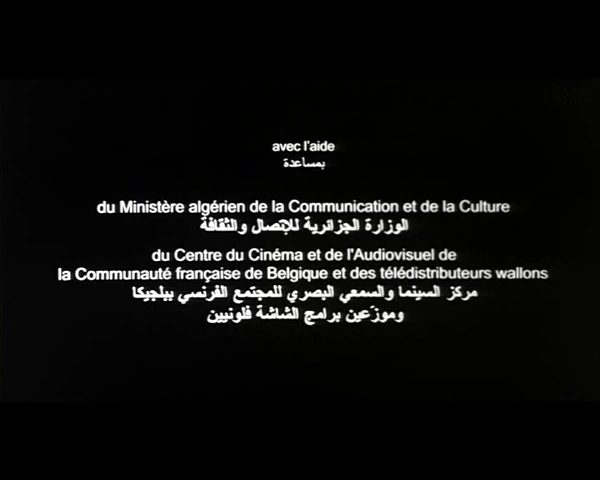 avec l'aide
بمساعدة
du Ministère algérien de la Communication et de la Culture
الوزارة الجزائرية للإتصال والثقافة
du Centre du Cinéma et de l'Audiovisuel de
la Communauté française de Belgique et des télédistributeurs wallons
مركز السينما والسمعي البصري للمجتمع الفرنسي ببلجيكا
وموزّعين برامج الشاشة فلونيين